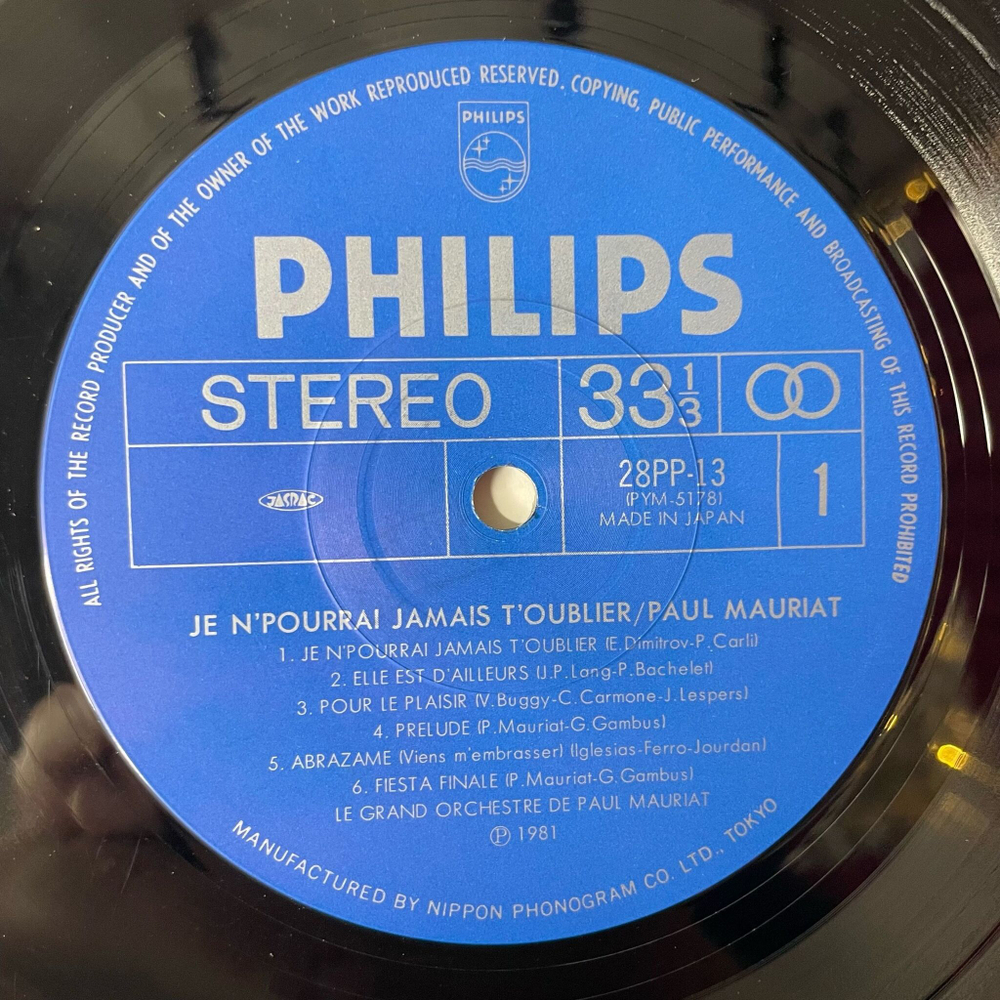 ALL RIGHTS OF THE RECORD PRODUCER AND OF THE OWNER OF THE WORK REPRODUCED RESERVED. COPYING, PUBLIC PERFORMANCE AND BROADCASTING OF THIS RECORD PROHIBITED
PHILIPS
PHILIPS
STEREO
33 1/3
JASRAC
28PP-13
(PYM-5178)
MADE IN JAPAN
1
JE N'POURRAI JAMAIS T'OUBLIER/PAUL MAURIAT
1. JE N'POURRAI JAMAIS T'OUBLIER (E.Dimitrov-P.Carli)
2. ELLE EST D'AILLEURS (J.P.Lang-P.Bachelet)
3. POUR LE PLAISIR (V.Buggy-C.Carmone-J.Lespers)
4. PRELUDE (P.Mauriat-G.Gambus)
5. ABRAZAME (Viens m'embrasser) (Iglesias-Ferro-Jourdan)
6. FIESTA FINALE (P.Mauriat-G.Gambus)
LE GRAND ORCHESTRE DE PAUL MAURIAT
Ⓟ 1981
MANUFACTURED BY NIPPON PHONOGRAM CO. LTD., TOKYO